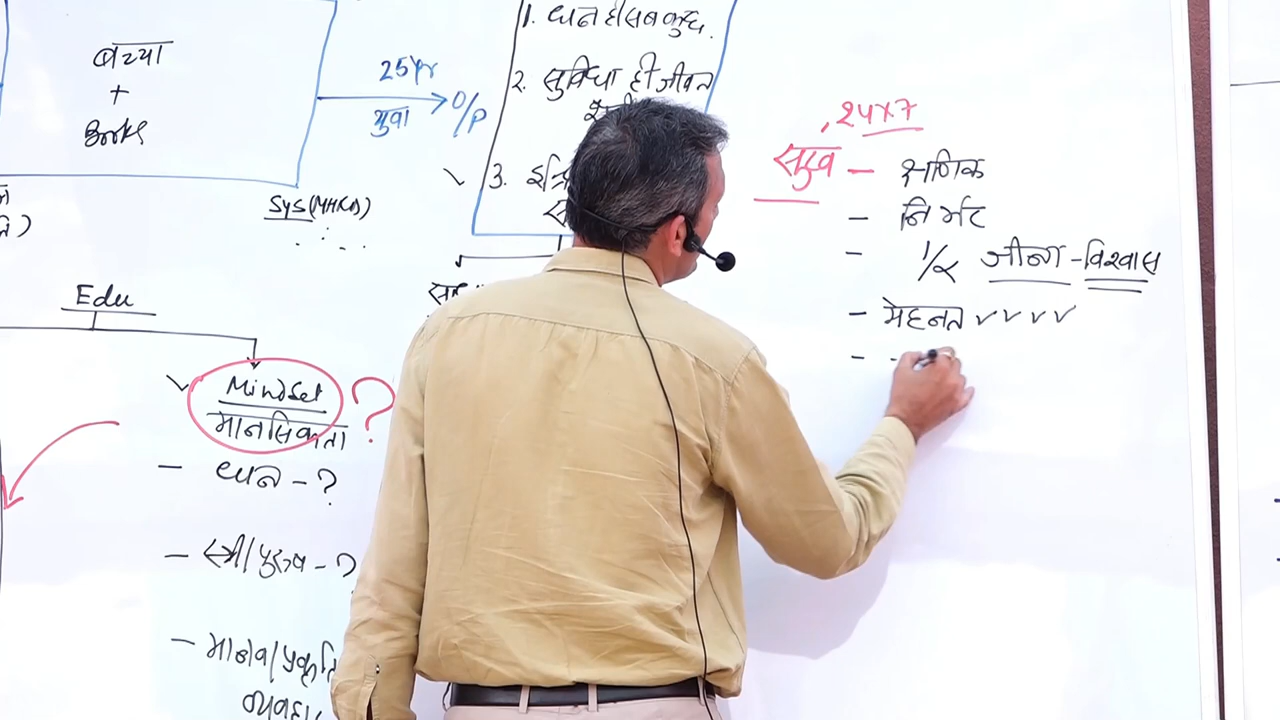 बच्चा
+
Books
25yr
युवा
O/P
Sys(MHRD)
1. धन ही सब कुछ.
2. सुविधा ही जीवन
3.
Edu
Mindset
मानसिकता
?
- धन - ?
- स्त्री/पुरुष - ?
- मानव/प्रकृति
24x7
सुख - क्षणिक
- निर्भर
- 1/2 जीना - विश्वास
- मेहनत ✓✓✓✓
-